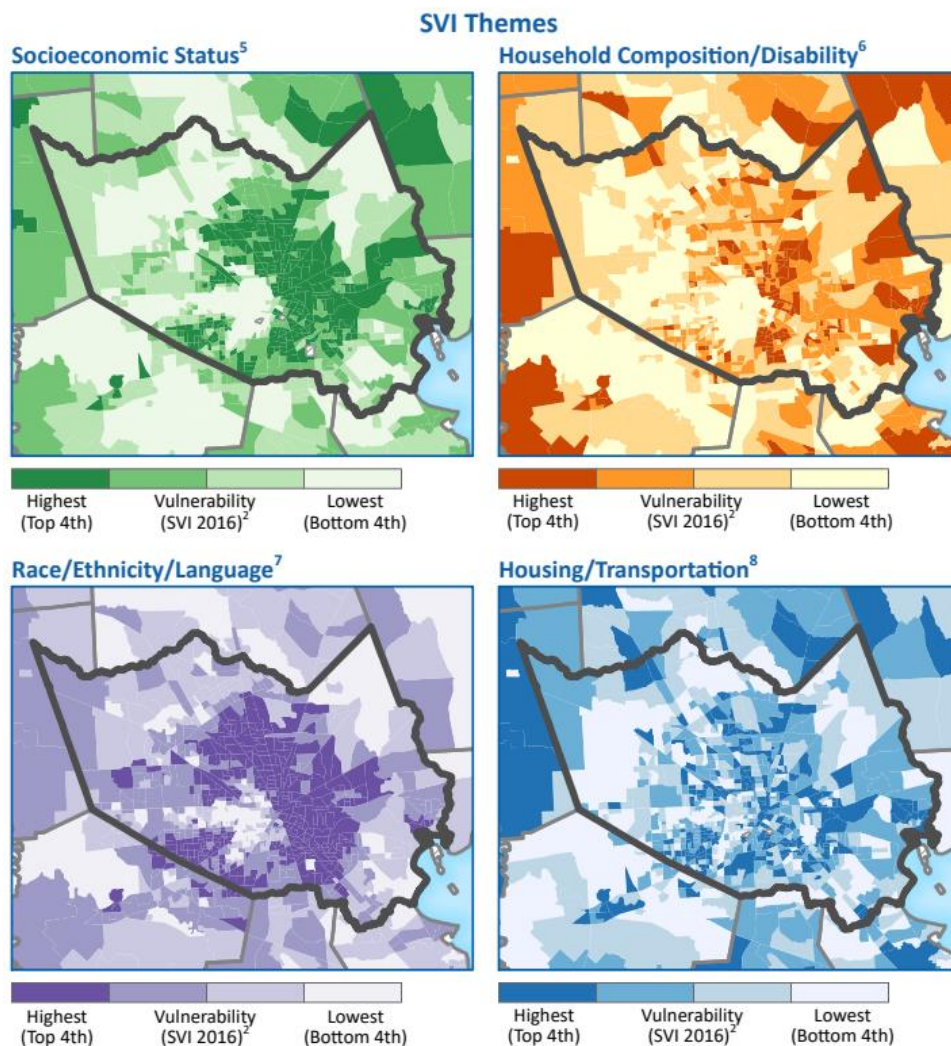 SVI Themes
Socioeconomic Status⁵
Household Composition/Disability⁶
Highest
(Top 4th)
Vulnerability
(SVI 2016)²
Lowest
(Bottom 4th)
Highest
(Top 4th)
Vulnerability
(SVI 2016)²
Lowest
(Bottom 4th)
Race/Ethnicity/Language⁷
Housing/Transportation⁸
Highest
(Top 4th)
Vulnerability
(SVI 2016)²
Lowest
(Bottom 4th)
Highest
(Top 4th)
Vulnerability
(SVI 2016)²
Lowest
(Bottom 4th)